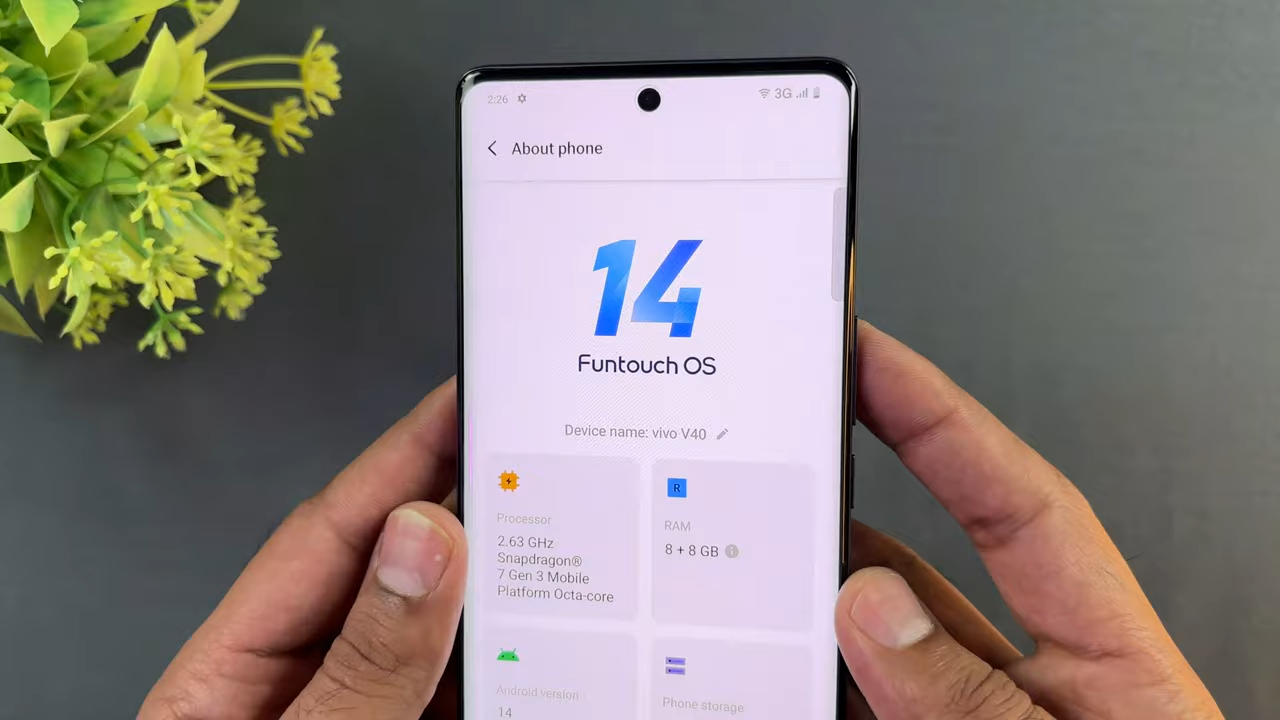 2:26
3G
About phone
14
Funtouch OS
Device name: vivo V40
Processor
2.63 GHz
Snapdragon®
7 Gen 3 Mobile
Platform Octa-core
R
RAM
8 + 8 GB
Android version
14
Phone storage